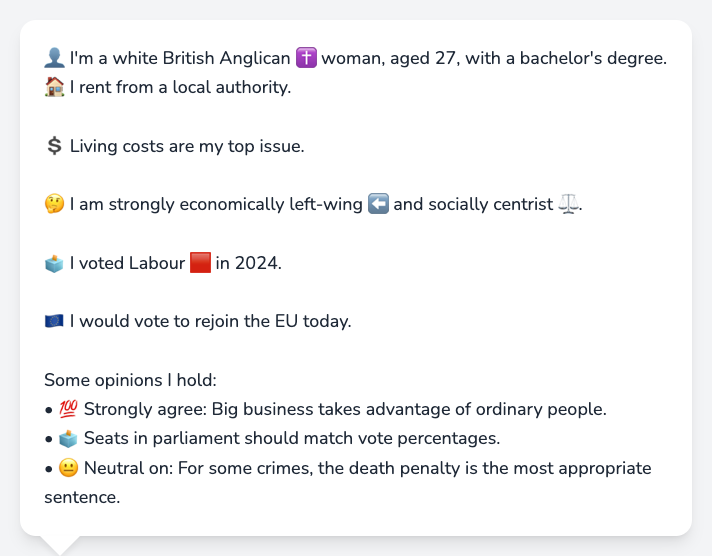 👤 I'm a white British Anglican ✝️ woman, aged 27, with a bachelor's degree.
🏠 I rent from a local authority.
💲 Living costs are my top issue.
🤔 I am strongly economically left-wing ⬅️ and socially centrist ⚖️.
🗳️ I voted Labour 🟥 in 2024.
🇪🇺 I would vote to rejoin the EU today.
Some opinions I hold:
• 💯 Strongly agree: Big business takes advantage of ordinary people.
• 🗳️ Seats in parliament should match vote percentages.
• 😐 Neutral on: For some crimes, the death penalty is the most appropriate
sentence.